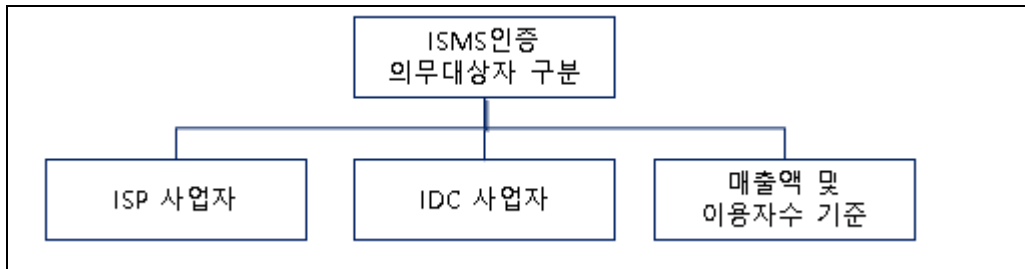 ISMS인증
의무대상자 구분
ISP 사업자
IDC 사업자
매출액 및
이용자수 기준